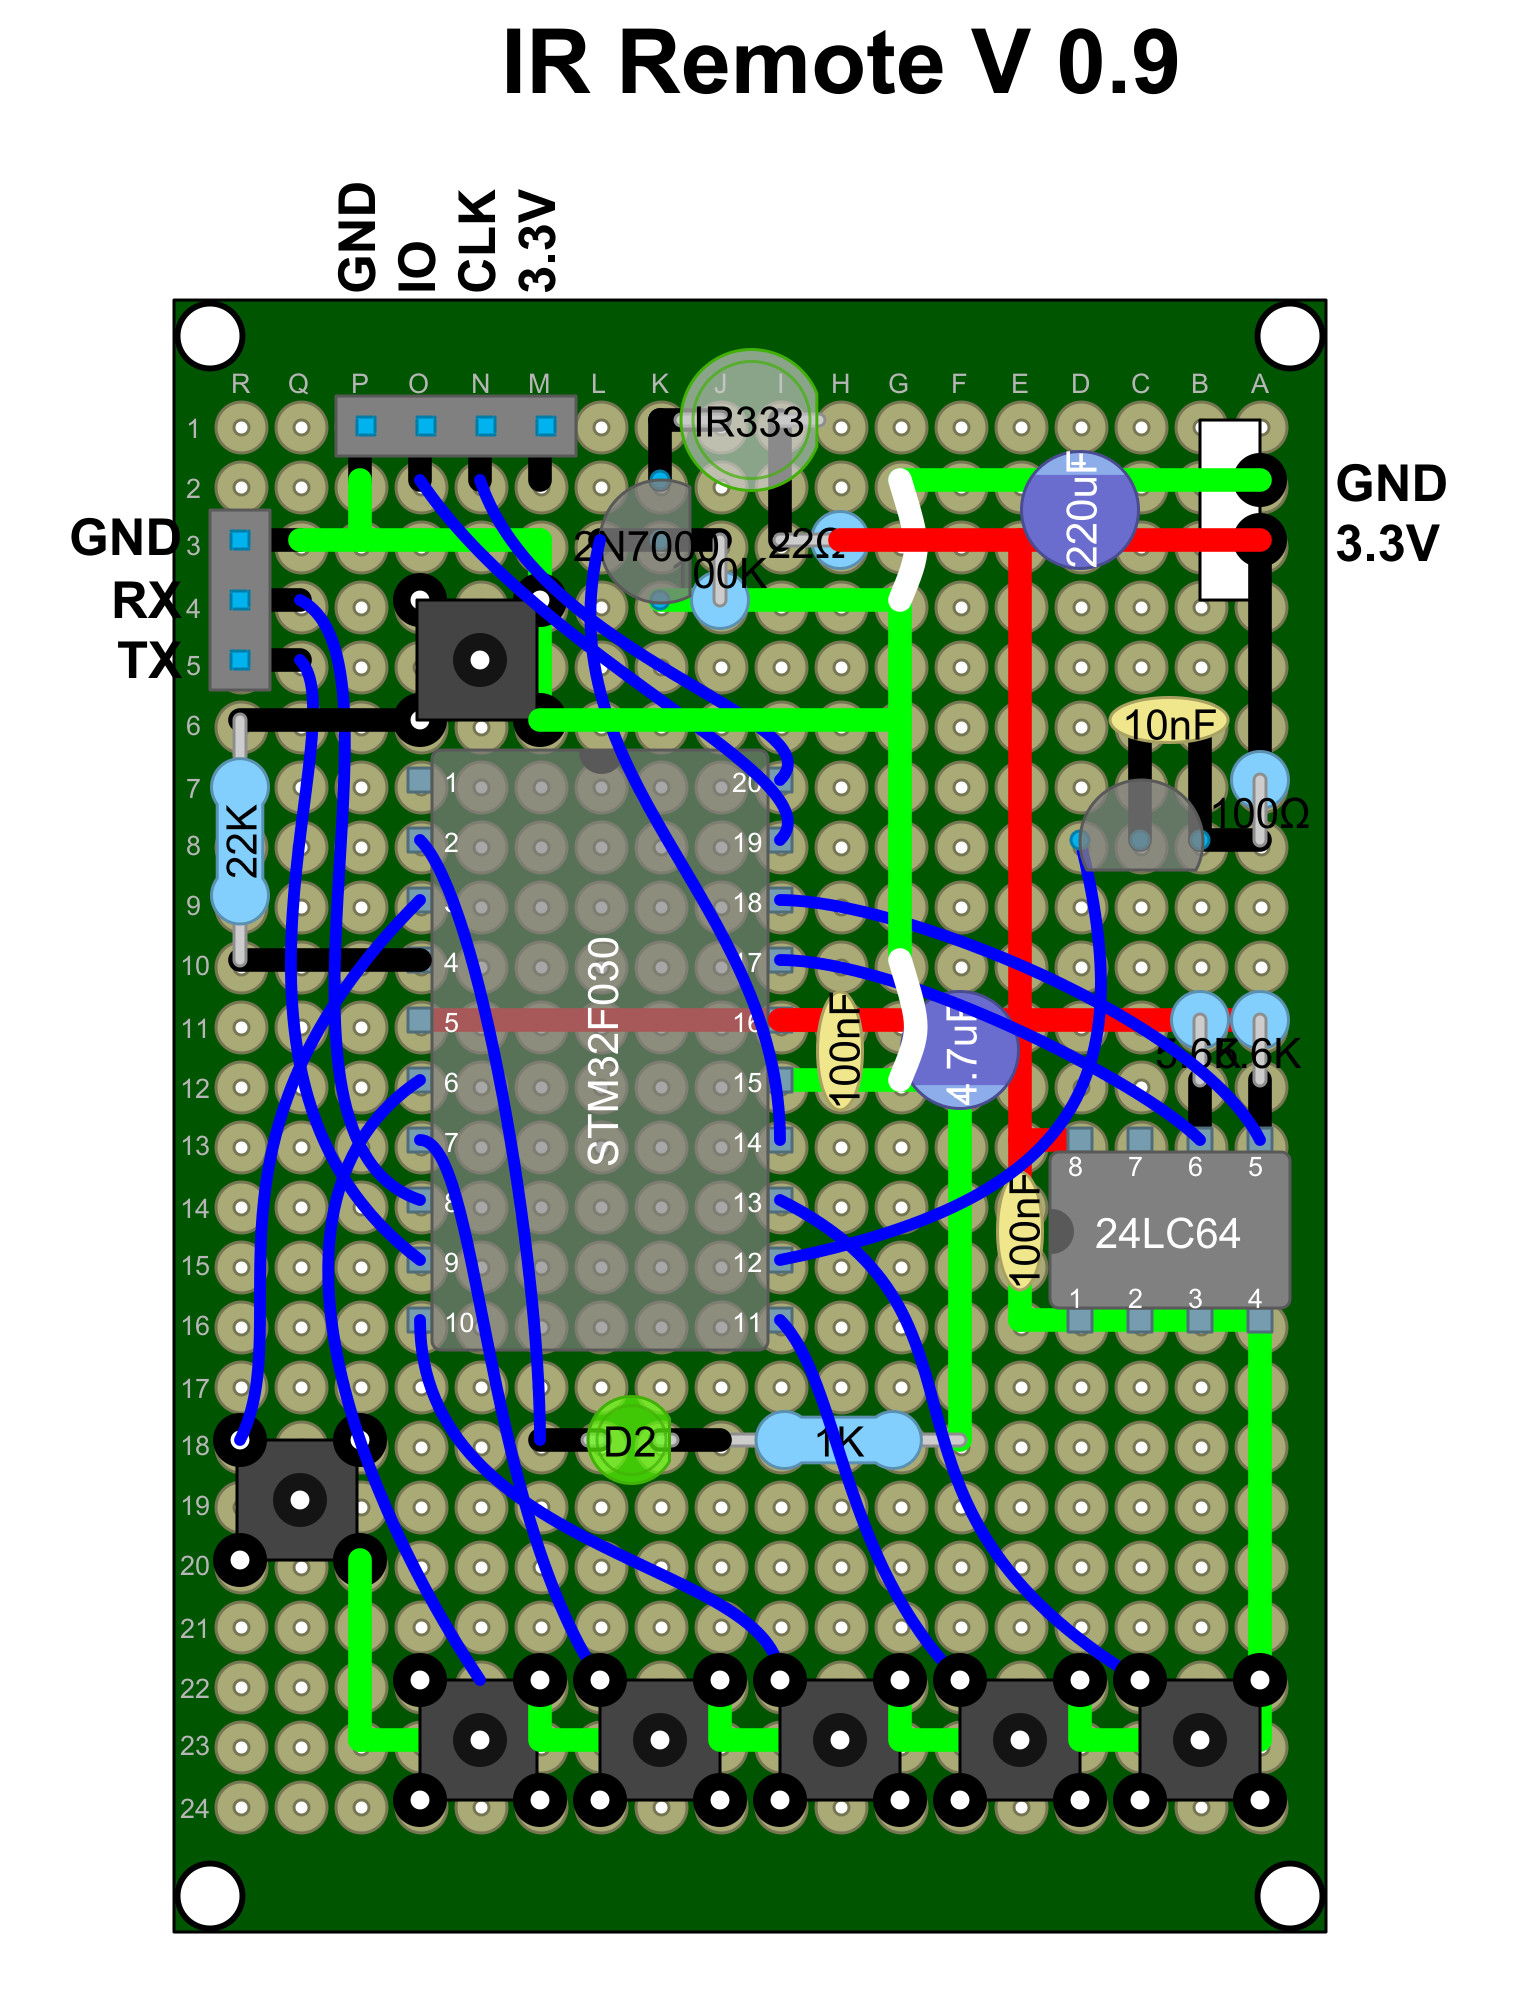 IR Remote V 0.9
GND
IO
CLK
3.3V
R Q P O N M L K J I H G F E D C B A
1
2
3
4
5
6
7
8
9
10
11
12
13
14
15
16
17
18
19
20
21
22
23
24
GND
RX
TX
GND
3.3V
IR333
220uF
2N7000
22Ω
100K
10nF
100Ω
22K
STM32F030
1
2
3
4
5
6
7
8
9
10
20
19
18
17
16
15
14
13
12
11
100nF
4.7uF
5.6K
5.6K
8 7 6 5
24LC64
1 2 3 4
100nF
D2
1K